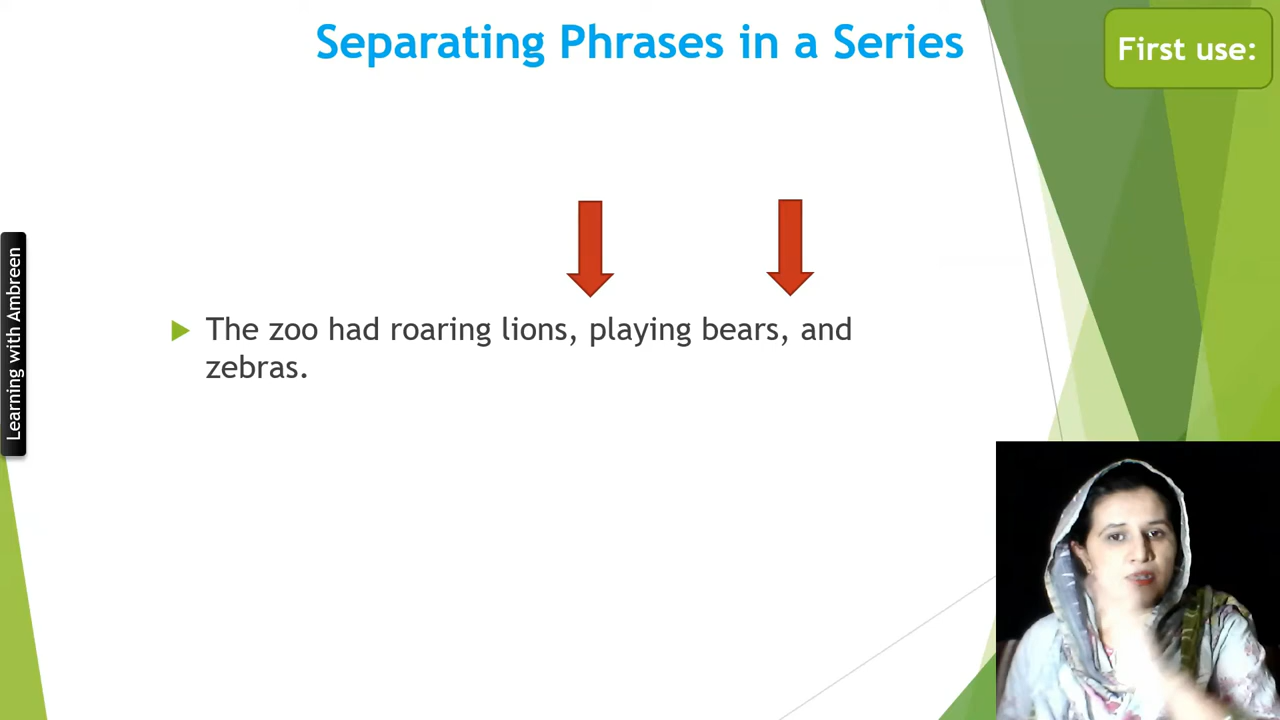 Separating Phrases in a Series
First use:
Learning with Ambreen
The zoo had roaring lions, playing bears, and
zebras.